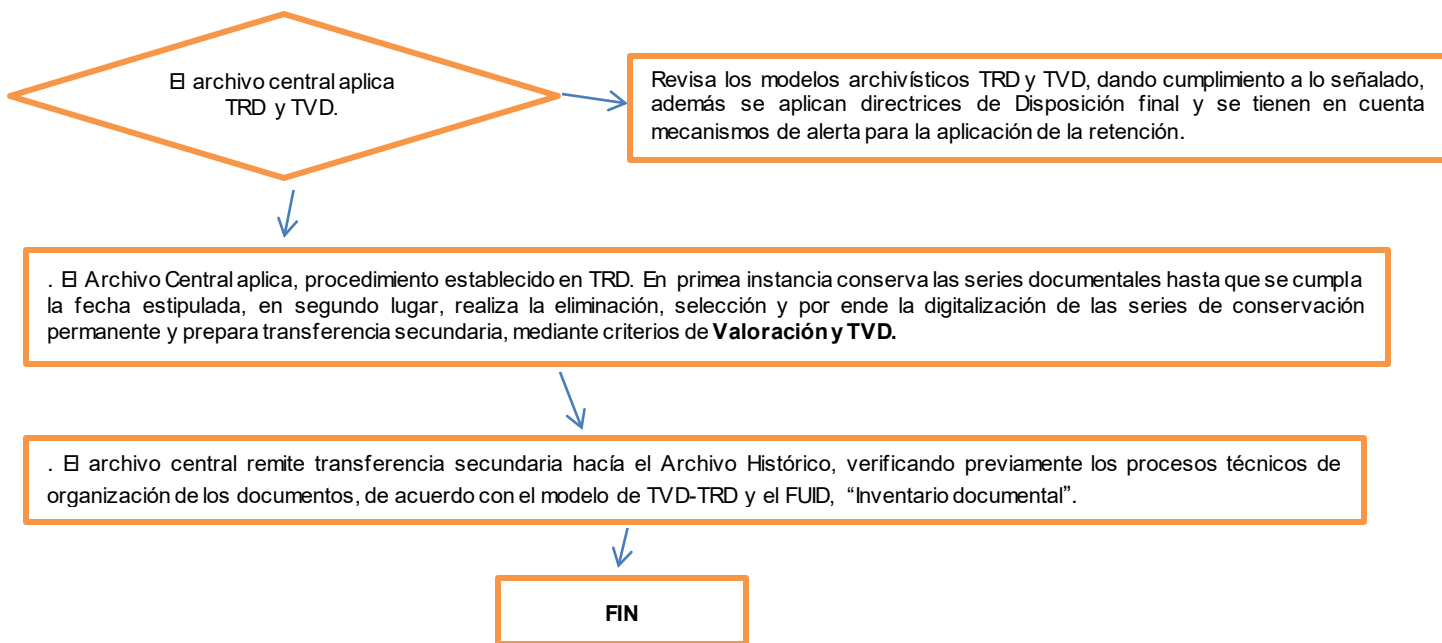 El archivo central aplica
TRD y TVD.
Revisa los modelos archivísticos TRD y TVD, dando cumplimiento a lo señalado,
además se aplican directrices de Disposición final y se tienen en cuenta
mecanismos de alerta para la aplicación de la retención.
. El Archivo Central aplica, procedimiento establecido en TRD. En primea instancia conserva las series documentales hasta que se cumpla
la fecha estipulada, en segundo lugar, realiza la eliminación, selección y por ende la digitalización de las series de conservación
permanente y prepara transferencia secundaria, mediante criterios de Valoración y TVD.
. El archivo central remite transferencia secundaria hacía el Archivo Histórico, verificando previamente los procesos técnicos de
organización de los documentos, de acuerdo con el modelo de TVD-TRD y el FUID, “Inventario documental”.
FIN